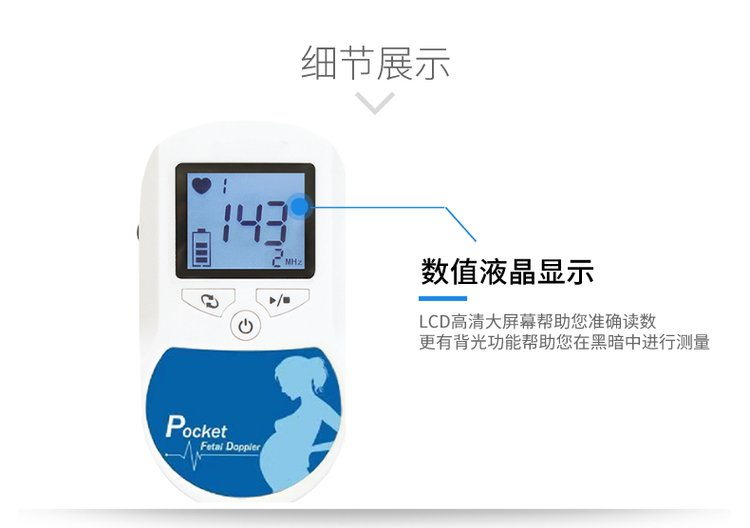 细节展示
1
143
2 MHz
数值液晶显示
LCD高清大屏幕帮助您准确读数
更有背光功能帮助您在黑暗中进行测量
Pocket
Fetal Doppler